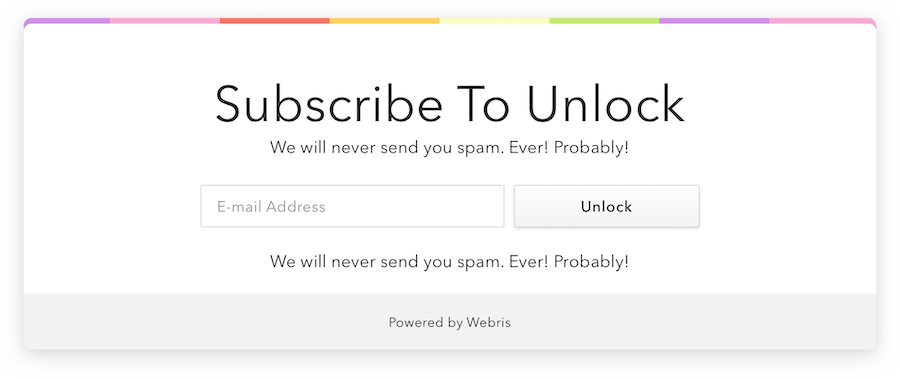 Subscribe To Unlock
We will never send you spam. Ever! Probably!
E-mail Address
Unlock
We will never send you spam. Ever! Probably!
Powered by Webris